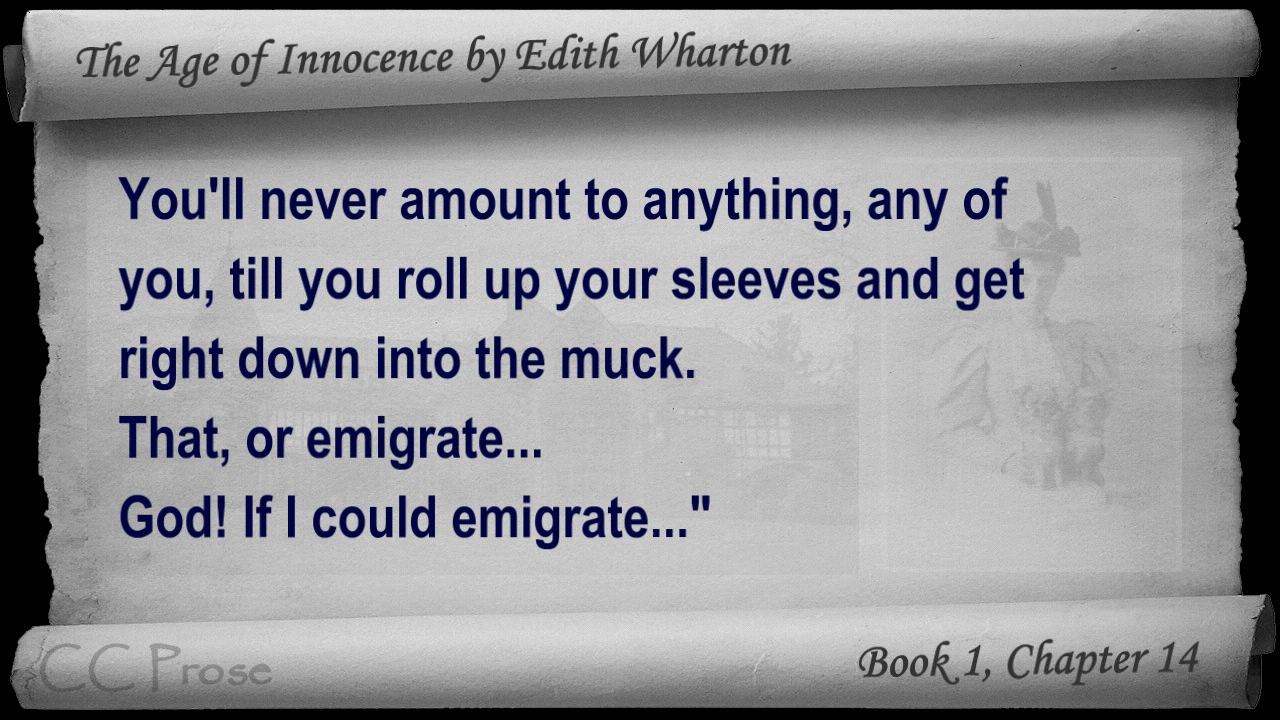 The Age of Innocence by Edith Wharton
You'll never amount to anything, any of
you, till you roll up your sleeves and get
right down into the muck.
That, or emigrate...
God! If I could emigrate..."
CC Prose
Book 1, Chapter 14